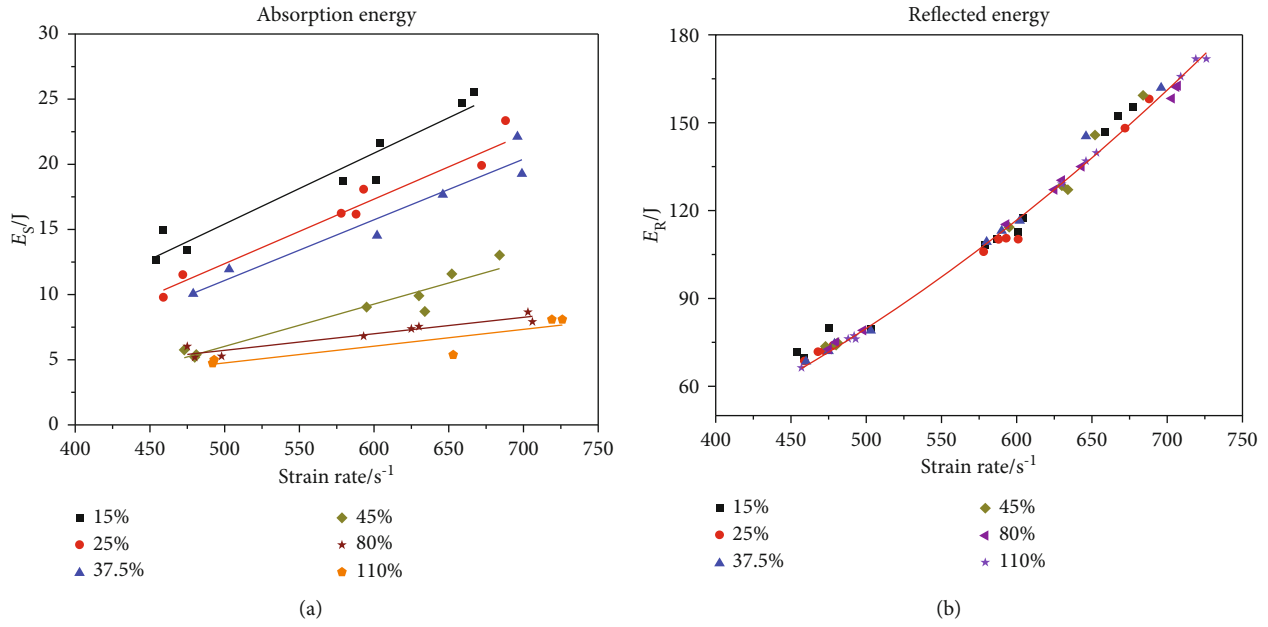 Absorption energy
30
25
20
15
10
5
0
E_S/J
400 450 500 550 600 650 700 750
Strain rate/s⁻¹
15%
25%
37.5%
45%
80%
110%
(a)
Reflected energy
180
150
120
90
60
E_R/J
400 450 500 550 600 650 700 750
Strain rate/s⁻¹
15%
25%
37.5%
45%
80%
110%
(b)